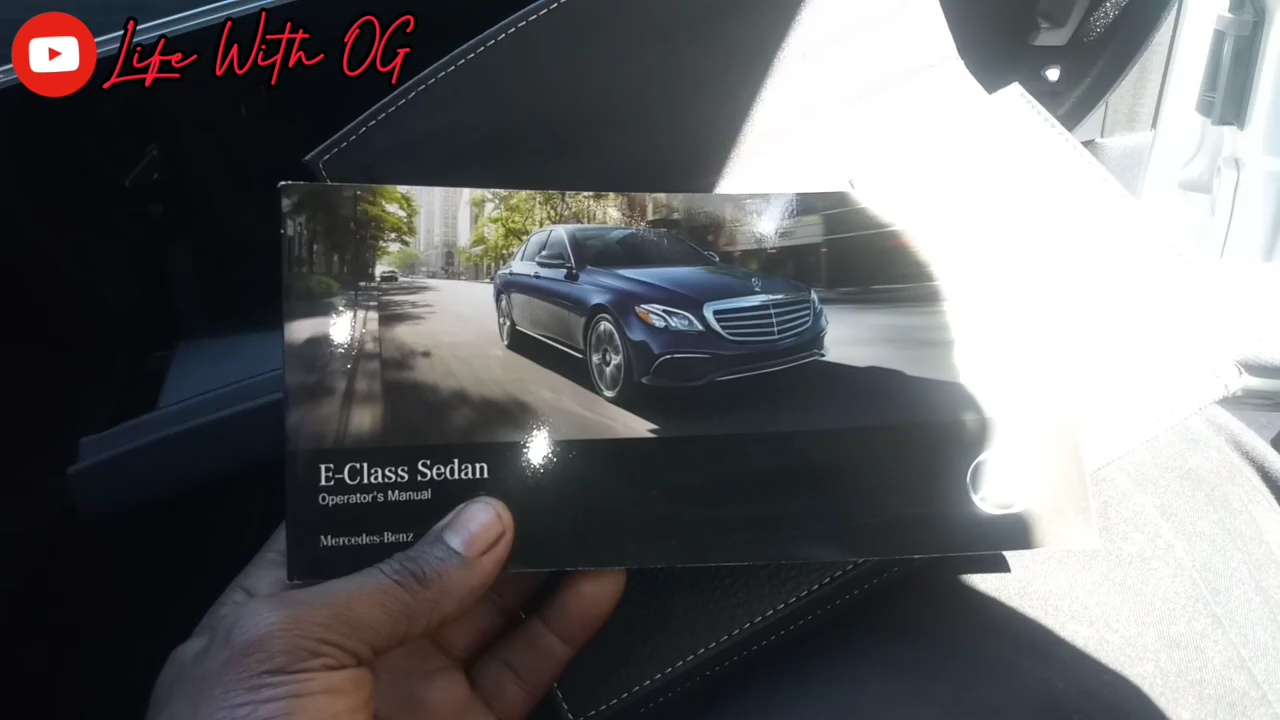 Life With OG
E-Class Sedan
Operator's Manual
Mercedes-Benz